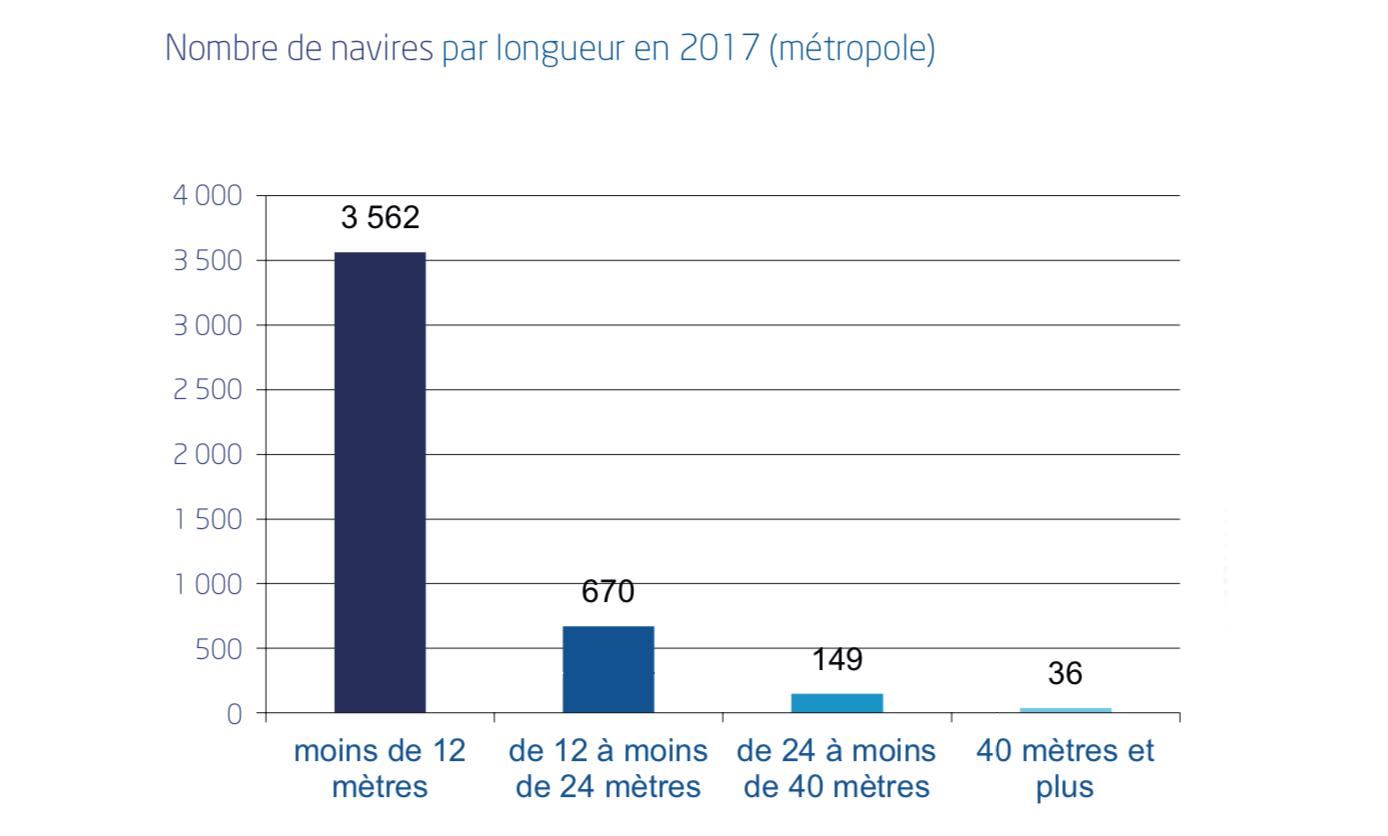 Nombre de navires par longueur en 2017 (métropole)
4 000
3 562
3 500
3 000
2 500
2 000
1 500
1 000
670
500
149
36
0
moins de 12 mètres
de 12 à moins de 24 mètres
de 24 à moins de 40 mètres
40 mètres et plus